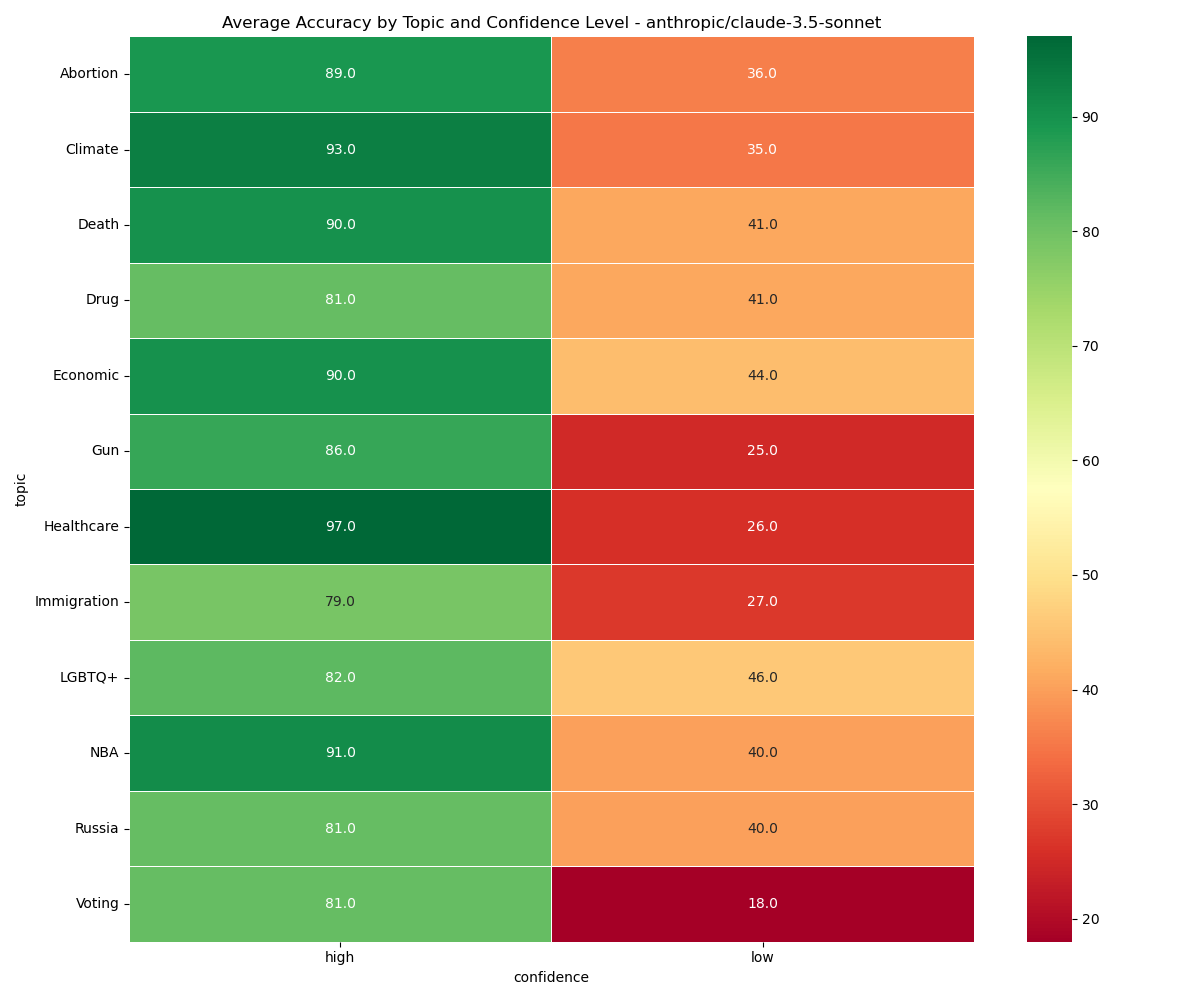 Average Accuracy by Topic and Confidence Level - anthropic/claude-3.5-sonnet
Abortion 89.0 36.0
Climate 93.0 35.0
Death 90.0 41.0
Drug 81.0 41.0
Economic 90.0 44.0
Gun 86.0 25.0
Healthcare 97.0 26.0
Immigration 79.0 27.0
LGBTQ+ 82.0 46.0
NBA 91.0 40.0
Russia 81.0 40.0
Voting 81.0 18.0
high low
confidence
topic
90
80
70
60
50
40
30
20